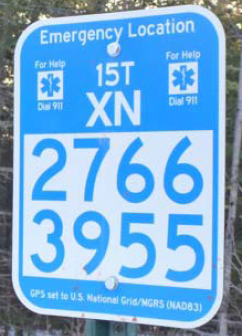 Emergency Location
For Help
Dial 911
15T
XN
For Help
Dial 911
2766
3955
GPS set to U.S. National Grid/MGRS (NAD83)